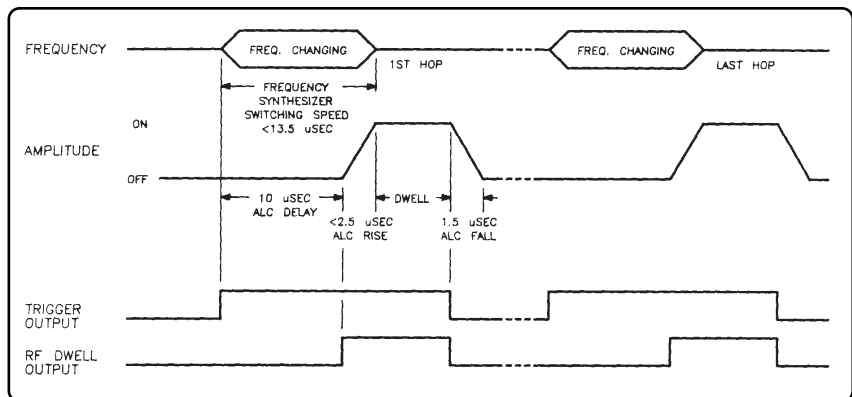 FREQUENCY
FREQ. CHANGING
1ST HOP
FREQ. CHANGING
LAST HOP
FREQUENCY
SYNTHESIZER
SWITCHING SPEED
<13.5 uSEC
ON
AMPLITUDE
OFF
10 uSEC
ALC DELAY
<2.5 uSEC
ALC RISE
DWELL
1.5 uSEC
ALC FALL
TRIGGER
OUTPUT
RF DWELL
OUTPUT